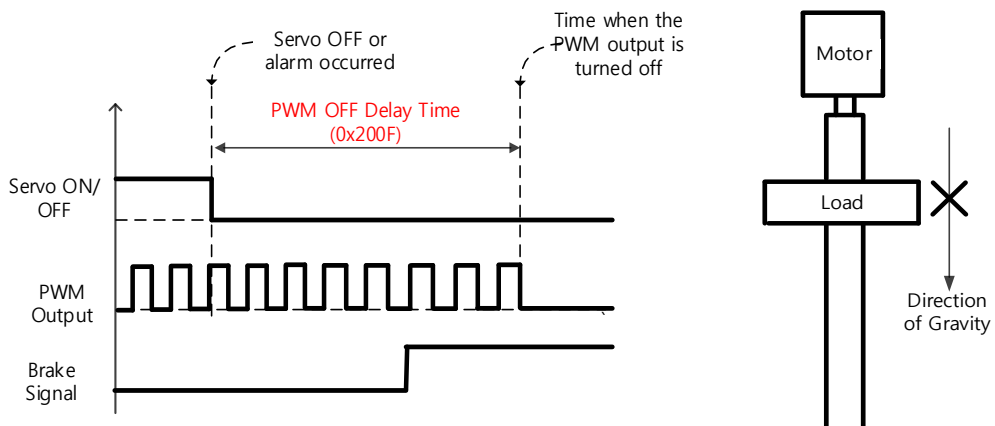 Servo OFF or
alarm occurred
Time when the
PWM output is
turned off
PWM OFF Delay Time
(0x200F)
Servo ON/
OFF
PWM
Output
Brake
Signal
Motor
Load
Direction
of Gravity